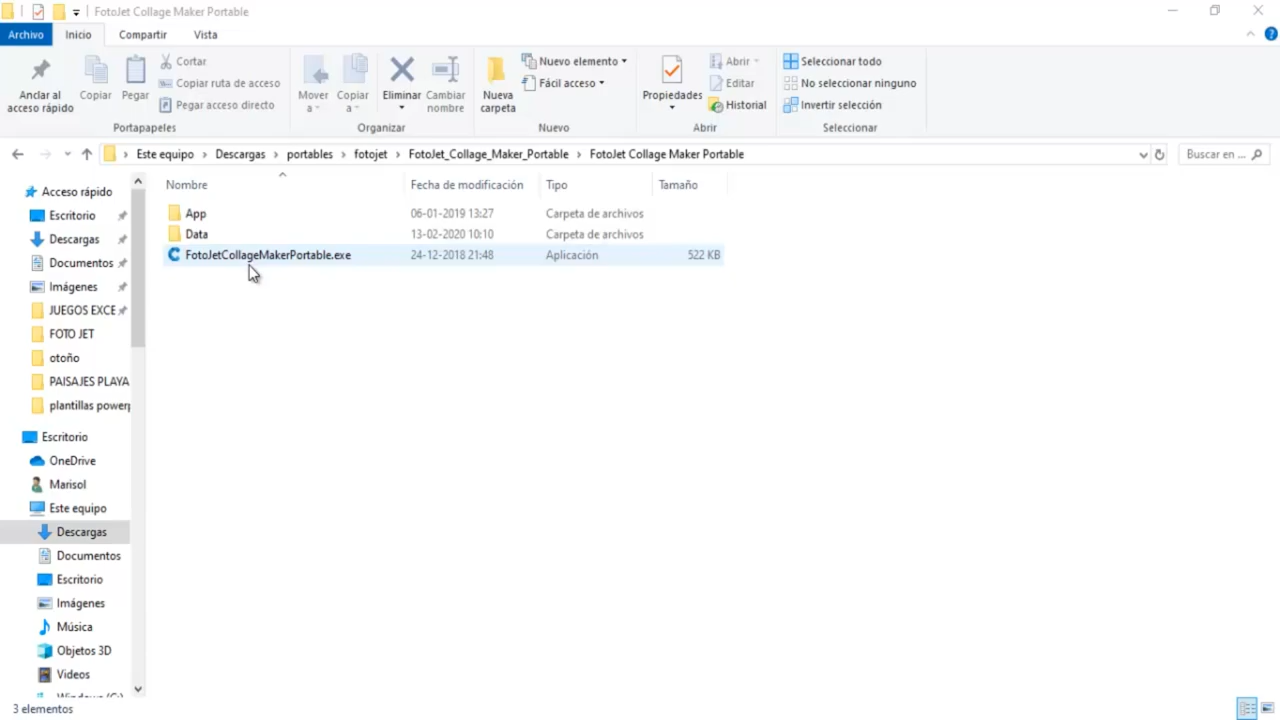 FotoJet Collage Maker Portable
Archivo Inicio Compartir Vista
Anclar al acceso rápido
Copiar
Pegar
Cortar
Copiar ruta de acceso
Pegar acceso directo
Portapapeles
Mover a
Copiar a
Eliminar
Cambiar nombre
Organizar
Nueva carpeta
Nuevo elemento
Fácil acceso
Nuevo
Propiedades
Abrir
Editar
Historial
Abrir
Seleccionar todo
No seleccionar ninguno
Invertir selección
Seleccionar
Este equipo > Descargas > portables > fotojet > FotoJet_Collage_Maker_Portable > FotoJet Collage Maker Portable
Buscar en ...
Acceso rápido
Escritorio
Descargas
Documentos
Imágenes
JUEGOS EXCE
FOTO JET
otoño
PAISAJES PLAYA
plantillas powerp
Escritorio
OneDrive
Marisol
Este equipo
Descargas
Documentos
Escritorio
Imágenes
Música
Objetos 3D
Videos
Windows (C:)
Nombre Fecha de modificación Tipo Tamaño
App 06-01-2019 13:27 Carpeta de archivos
Data 13-02-2020 10:10 Carpeta de archivos
FotoJetCollageMakerPortable.exe 24-12-2018 21:48 Aplicación 522 KB
3 elementos